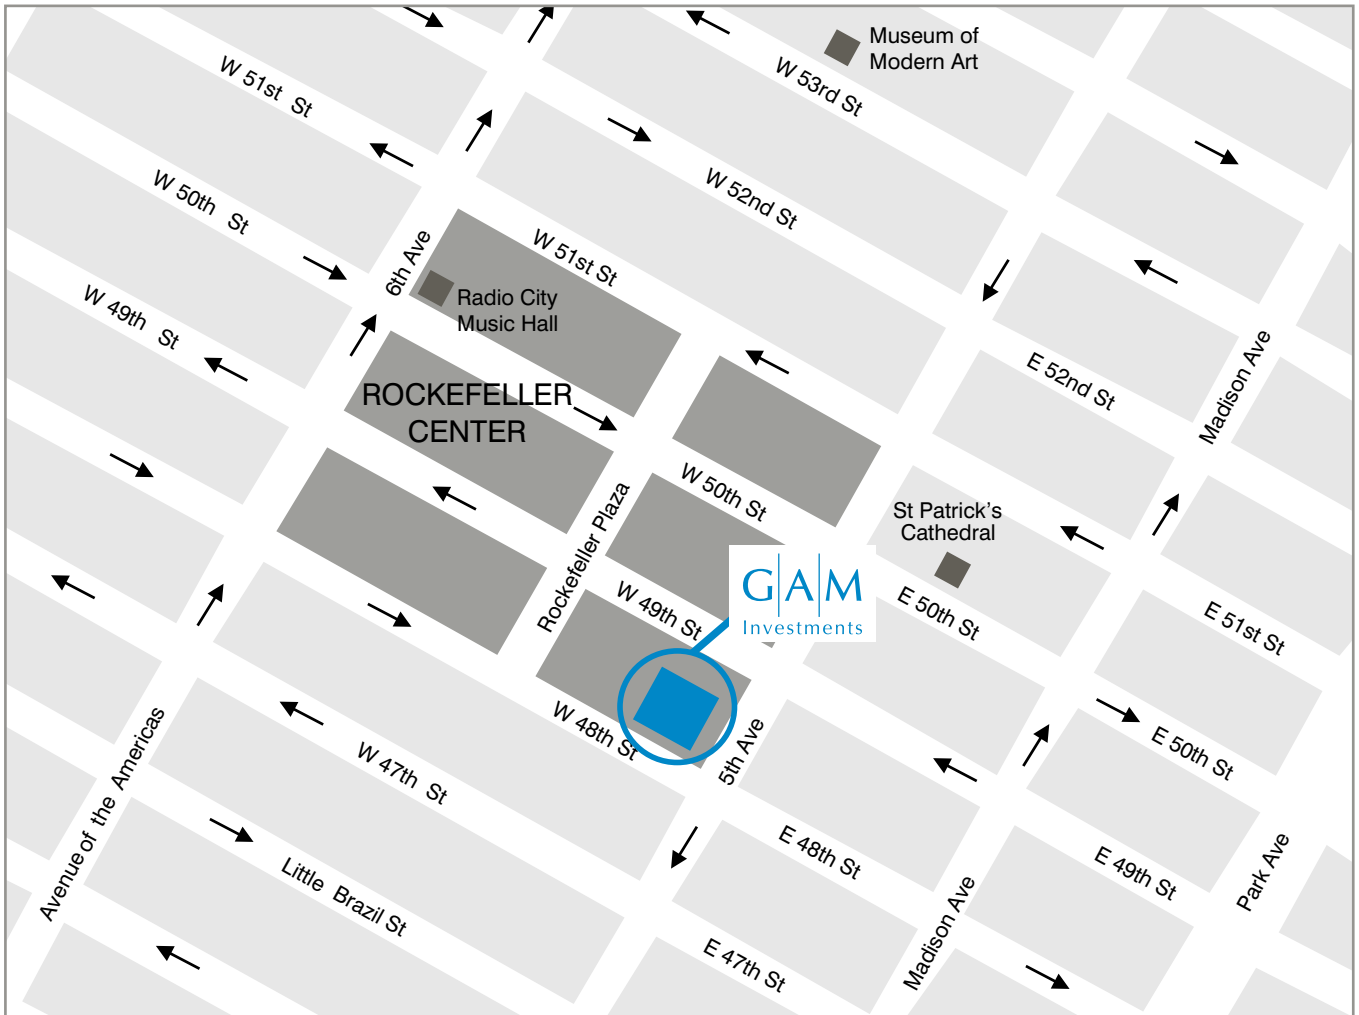 Museum of
Modern Art
W 51st St
W 53rd St
W 50th St
W 52nd St
6th Ave
W 51st St
W 49th St
Radio City
Music Hall
E 52nd St
Madison Ave
ROCKEFELLER
CENTER
W 50th St
St Patrick's
Cathedral
Rockefeller Plaza
W 49th St
G|A|M
Investments
E 50th St
E 51st St
W 48th St
5th Ave
E 50th St
Avenue of the Americas
W 47th St
E 48th St
E 49th St
Park Ave
Little Brazil St
Madison Ave
E 47th St